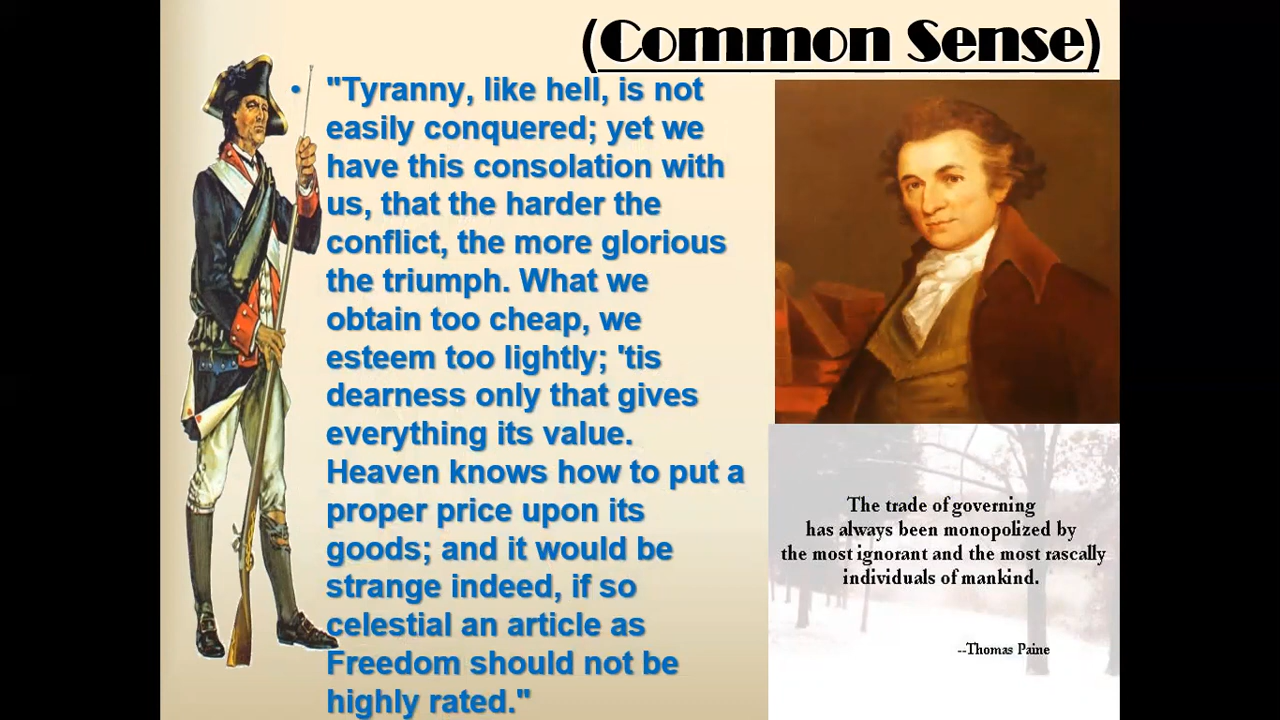 (Common Sense)
• "Tyranny, like hell, is not
easily conquered; yet we
have this consolation with
us, that the harder the
conflict, the more glorious
the triumph. What we
obtain too cheap, we
esteem too lightly; 'tis
dearness only that gives
everything its value.
Heaven knows how to put a
proper price upon its
goods; and it would be
strange indeed, if so
celestial an article as
Freedom should not be
highly rated."
The trade of governing
has always been monopolized by
the most ignorant and the most rascally
individuals of mankind.
--Thomas Paine